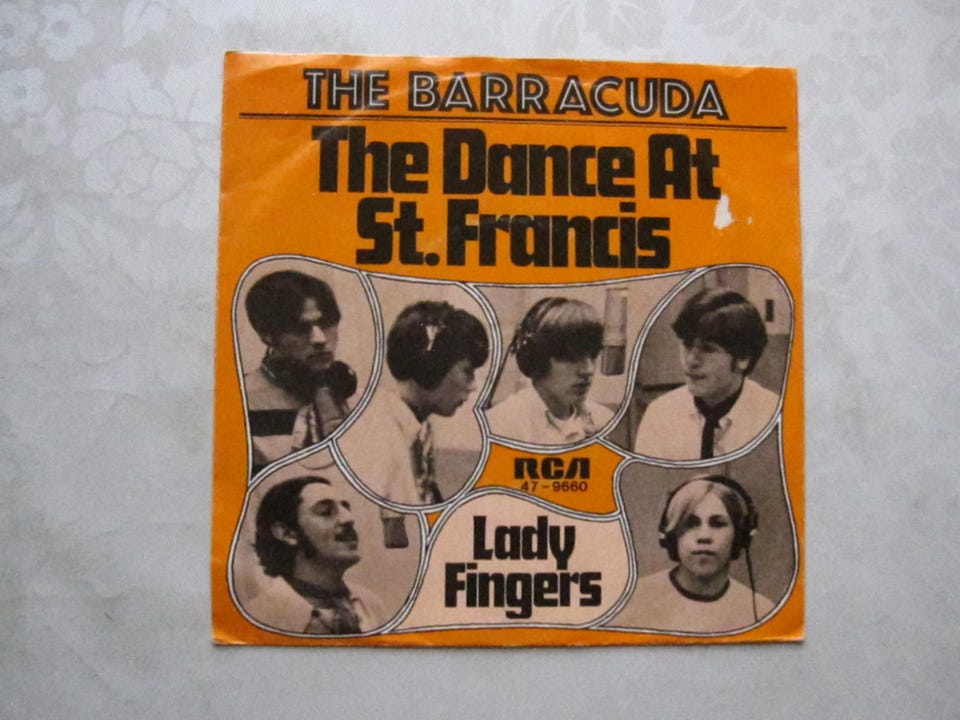 THE BARRACUDA
The Dance At
St. Francis
RCA
47-9660
Lady
Fingers